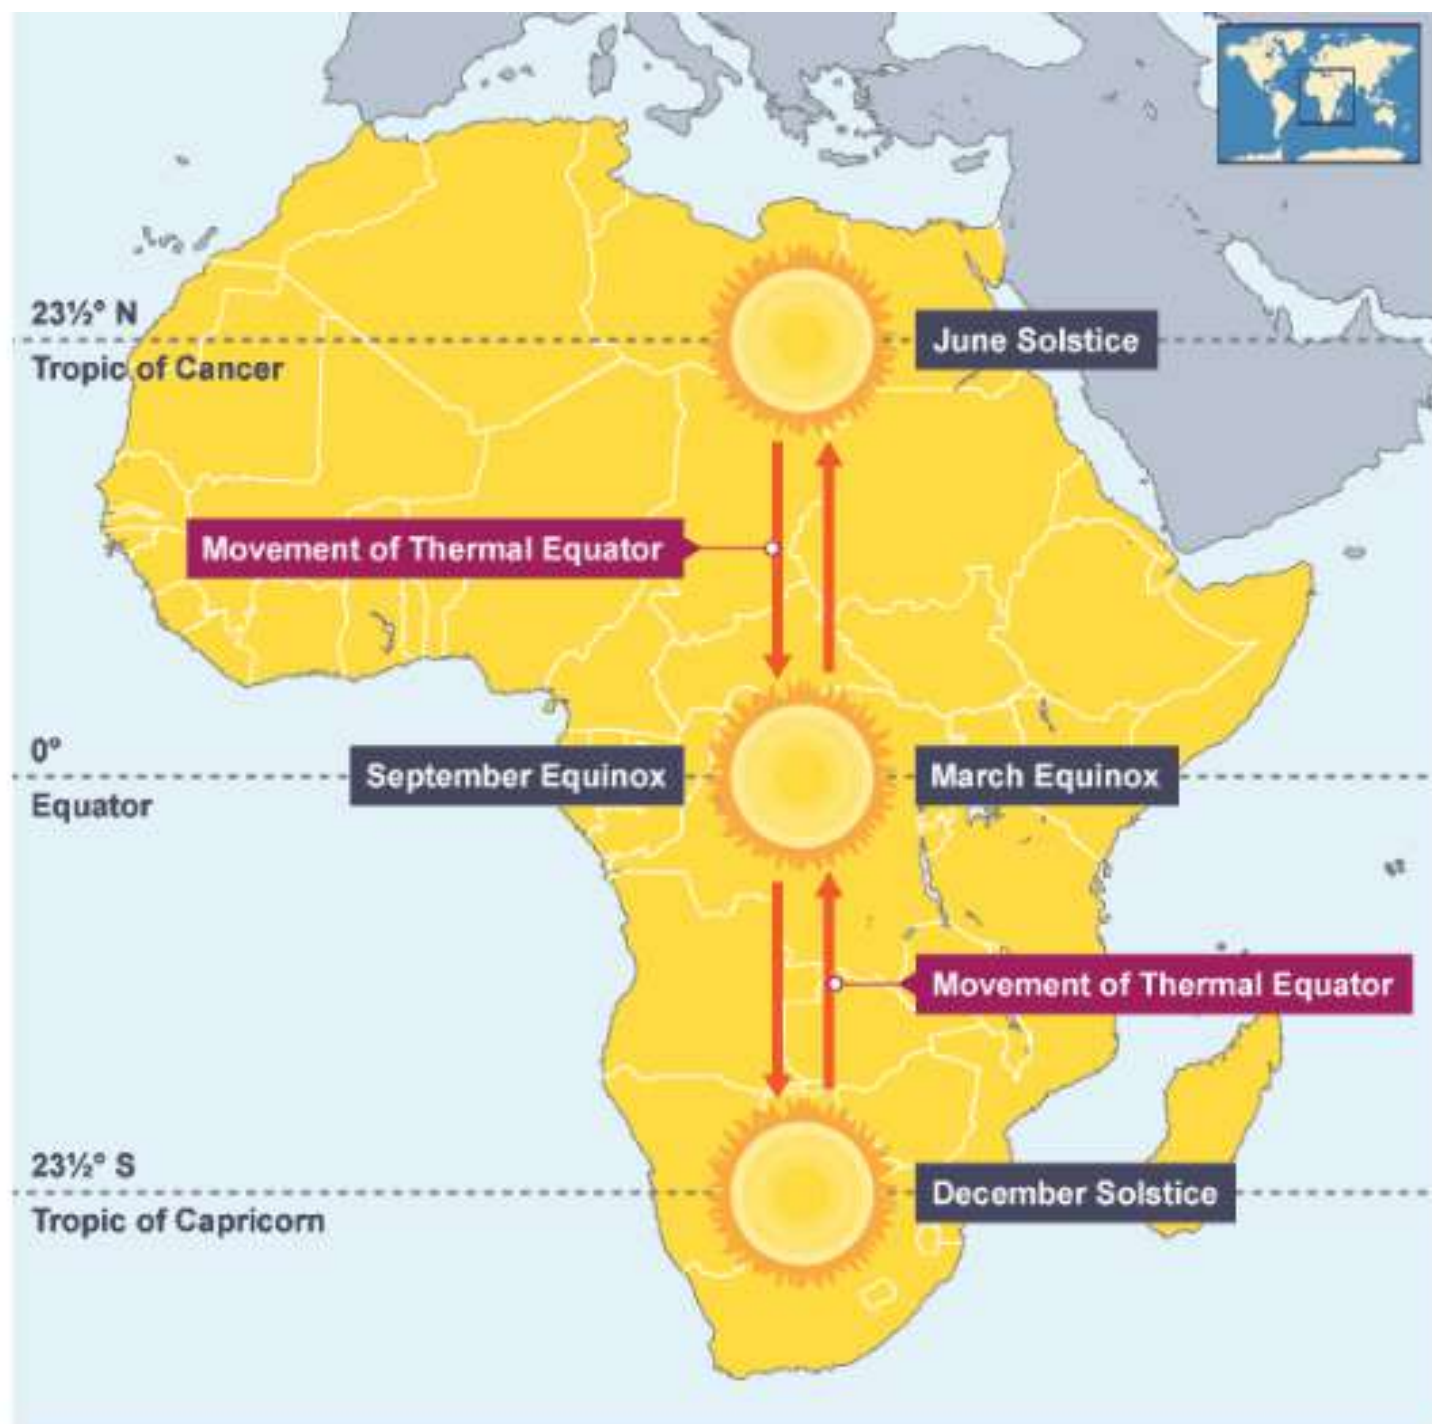 23½° N
June Solstice
Tropic of Cancer
Movement of Thermal Equator
0º
September Equinox
March Equinox
Equator
Movement of Thermal Equator
23½° S
December Solstice
Tropic of Capricorn